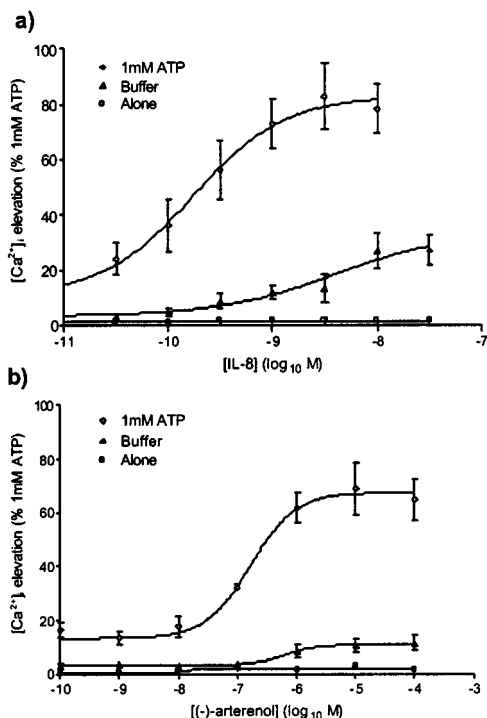 a)
100
80
60
40
20
0
[Ca²⁺]ᵢ elevation (% 1mM ATP)
1mM ATP
Buffer
Alone
-11 -10 -9 -8 -7
[IL-8] (log₁₀ M)
b)
100
80
60
40
20
0
[Ca²⁺]ᵢ elevation (% 1mM ATP)
1mM ATP
Buffer
Alone
-10 -9 -8 -7 -6 -5 -4 -3
[(-)-arterenol] (log₁₀ M)